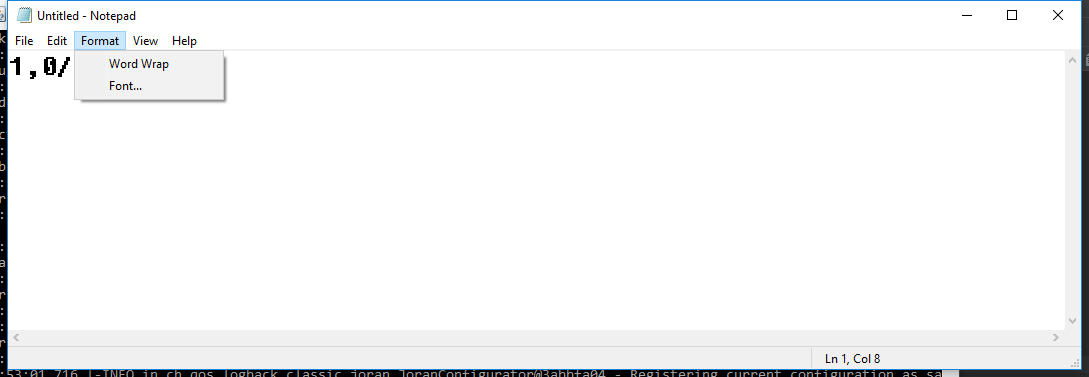 Untitled - Notepad
File Edit Format View Help
1,0/
Word Wrap
Font...
Ln 1, Col 8
:53:01,716 |-INFO in ch.qos.logback.classic.joran.JoranConfigurator@3abbfa04 - Registering current configuration as sa